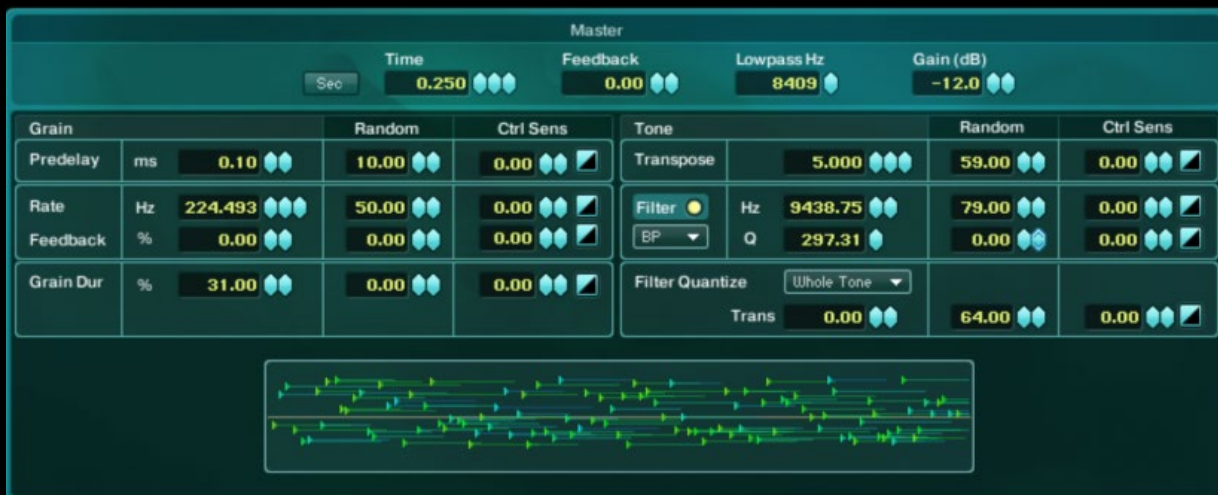 Master
Time Feedback Lowpass Hz Gain (dB)
Sec 0.250 0.00 8409 -12.0
Grain Random Ctrl Sens Tone Random Ctrl Sens
Predelay ms 0.10 10.00 0.00 Transpose 5.000 59.00 0.00
Rate Hz 224.493 50.00 0.00 Filter Hz 9438.75 79.00 0.00
Feedback % 0.00 0.00 0.00 BP Q 297.31 0.00 0.00
Grain Dur % 31.00 0.00 0.00 Filter Quantize Whole Tone
Trans 0.00 64.00 0.00